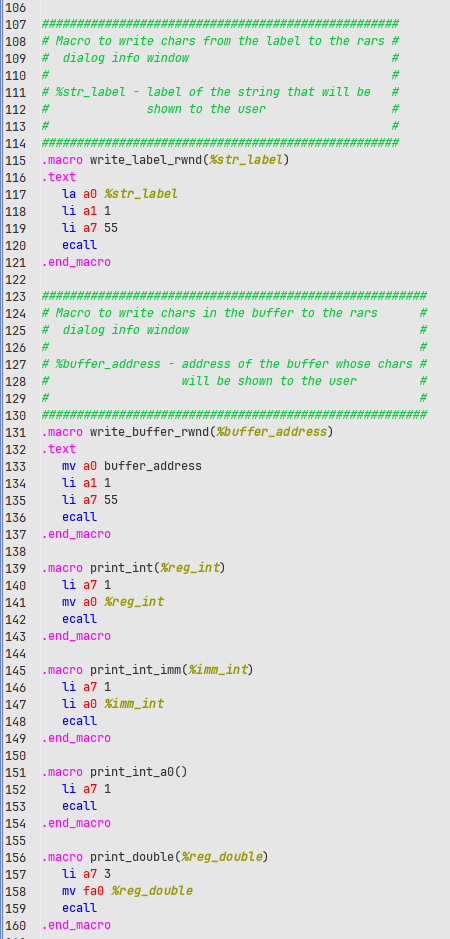 106
107 ###################################################
108 # Macro to write chars from the label to the rars #
109 #  dialog info window                             #
110 #                                                 #
111 # %str_label - label of the string that will be   #
112 #              shown to the user                  #
113 #                                                 #
114 ###################################################
115 .macro write_label_rwnd(%str_label)
116 .text
117    la a0 %str_label
118    li a1 1
119    li a7 55
120    ecall
121 .end_macro
122
123 #######################################################
124 # Macro to write chars in the buffer to the rars      #
125 #  dialog info window                                 #
126 #                                                     #
127 # %buffer_address - address of the buffer whose chars #
128 #                   will be shown to the user         #
129 #                                                     #
130 #######################################################
131 .macro write_buffer_rwnd(%buffer_address)
132 .text
133    mv a0 buffer_address
134    li a1 1
135    li a7 55
136    ecall
137 .end_macro
138
139 .macro print_int(%reg_int)
140    li a7 1
141    mv a0 %reg_int
142    ecall
143 .end_macro
144
145 .macro print_int_imm(%imm_int)
146    li a7 1
147    li a0 %imm_int
148    ecall
149 .end_macro
150
151 .macro print_int_a0()
152    li a7 1
153    ecall
154 .end_macro
155
156 .macro print_double(%reg_double)
157    li a7 3
158    mv fa0 %reg_double
159    ecall
160 .end_macro